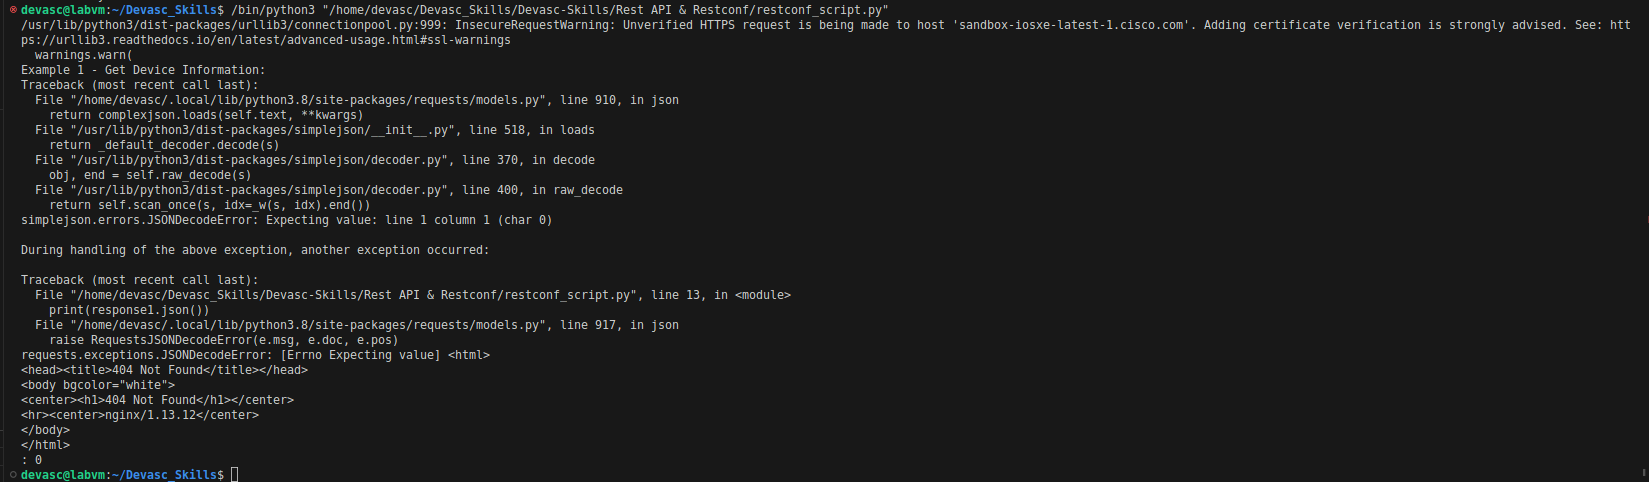 devasc@labvm:~/Devasc_Skills$ /bin/python3 "/home/devasc/Devasc_Skills/Devasc-Skills/Rest API & Restconf/restconf_script.py"
/usr/lib/python3/dist-packages/urllib3/connectionpool.py:999: InsecureRequestWarning: Unverified HTTPS request is being made to host 'sandbox-iosxe-latest-1.cisco.com'. Adding certificate verification is strongly advised. See: htt
ps://urllib3.readthedocs.io/en/latest/advanced-usage.html#ssl-warnings
  warnings.warn(
Example 1 - Get Device Information:
Traceback (most recent call last):
  File "/home/devasc/.local/lib/python3.8/site-packages/requests/models.py", line 910, in json
    return complexjson.loads(self.text, **kwargs)
  File "/usr/lib/python3/dist-packages/simplejson/__init__.py", line 518, in loads
    return _default_decoder.decode(s)
  File "/usr/lib/python3/dist-packages/simplejson/decoder.py", line 370, in decode
    obj, end = self.raw_decode(s)
  File "/usr/lib/python3/dist-packages/simplejson/decoder.py", line 400, in raw_decode
    return self.scan_once(s, idx=_w(s, idx).end())
simplejson.errors.JSONDecodeError: Expecting value: line 1 column 1 (char 0)

During handling of the above exception, another exception occurred:

Traceback (most recent call last):
  File "/home/devasc/Devasc_Skills/Devasc-Skills/Rest API & Restconf/restconf_script.py", line 13, in <module>
    print(response1.json())
  File "/home/devasc/.local/lib/python3.8/site-packages/requests/models.py", line 917, in json
    raise RequestsJSONDecodeError(e.msg, e.doc, e.pos)
requests.exceptions.JSONDecodeError: [Errno Expecting value] <html>
<head><title>404 Not Found</title></head>
<body bgcolor="white">
<center><h1>404 Not Found</h1></center>
<hr><center>nginx/1.13.12</center>
</body>
</html>
: 0
devasc@labvm:~/Devasc_Skills$